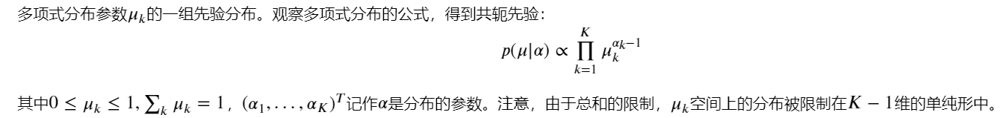 多项式分布参数$\mu_k$的一组先验分布。观察多项式分布的公式，得到共轭先验：
$$p(\mu|\alpha) \propto \prod_{k=1}^{K} \mu_k^{\alpha_k-1}$$
其中$0 \leq \mu_k \leq 1, \sum_k \mu_k = 1$，$(\alpha_1, \ldots, \alpha_K)^T$记作$\alpha$是分布的参数。注意，由于总和的限制，$\mu_k$空间上的分布被限制在$K-1$维的单纯形中。